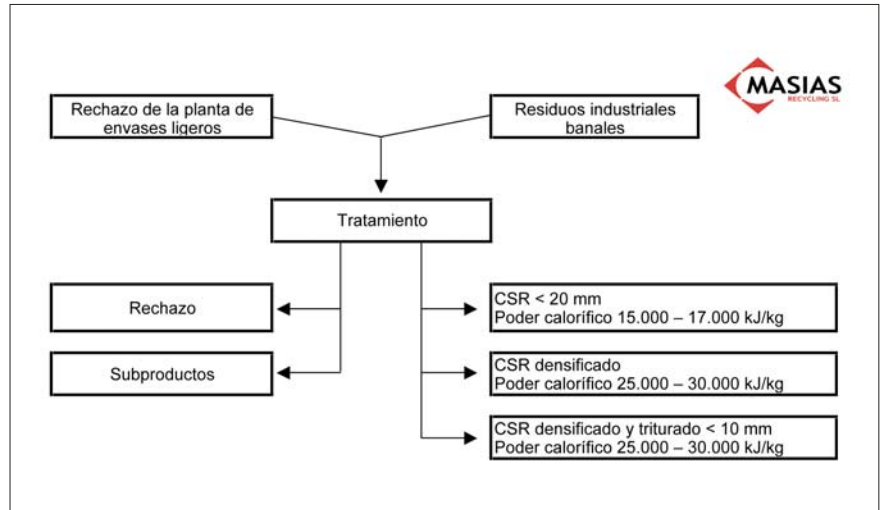 MASIAS
RECYCLING SL
Rechazo de la planta de
envases ligeros
Residuos industriales
banales
Tratamiento
Rechazo
Subproductos
CSR < 20 mm
Poder calorífico 15.000 – 17.000 kJ/kg
CSR densificado
Poder calorífico 25.000 – 30.000 kJ/kg
CSR densificado y triturado < 10 mm
Poder calorífico 25.000 – 30.000 kJ/kg